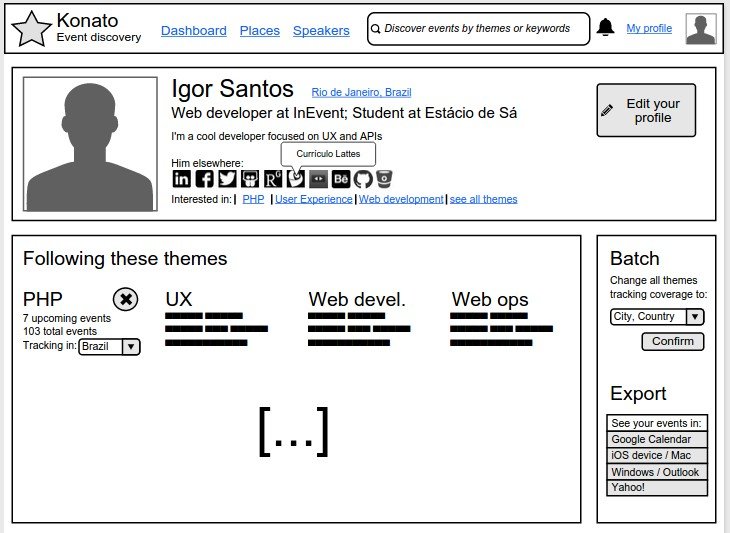 Konato
Event discovery
Dashboard Places Speakers
Discover events by themes or keywords
My profile
Igor Santos Rio de Janeiro, Brazil
Web developer at InEvent; Student at Estácio de Sá
I'm a cool developer focused on UX and APIs
Edit your
profile
Currículo Lattes
Him elsewhere:
Interested in: | PHP | User Experience | Web development | see all themes
Following these themes
PHP
7 upcoming events
103 total events
Tracking in: Brazil
UX
Web devel.
Web ops
[...]
Batch
Change all themes
tracking coverage to:
City, Country
Confirm
Export
See your events in:
Google Calendar
iOS device / Mac
Windows / Outlook
Yahoo!